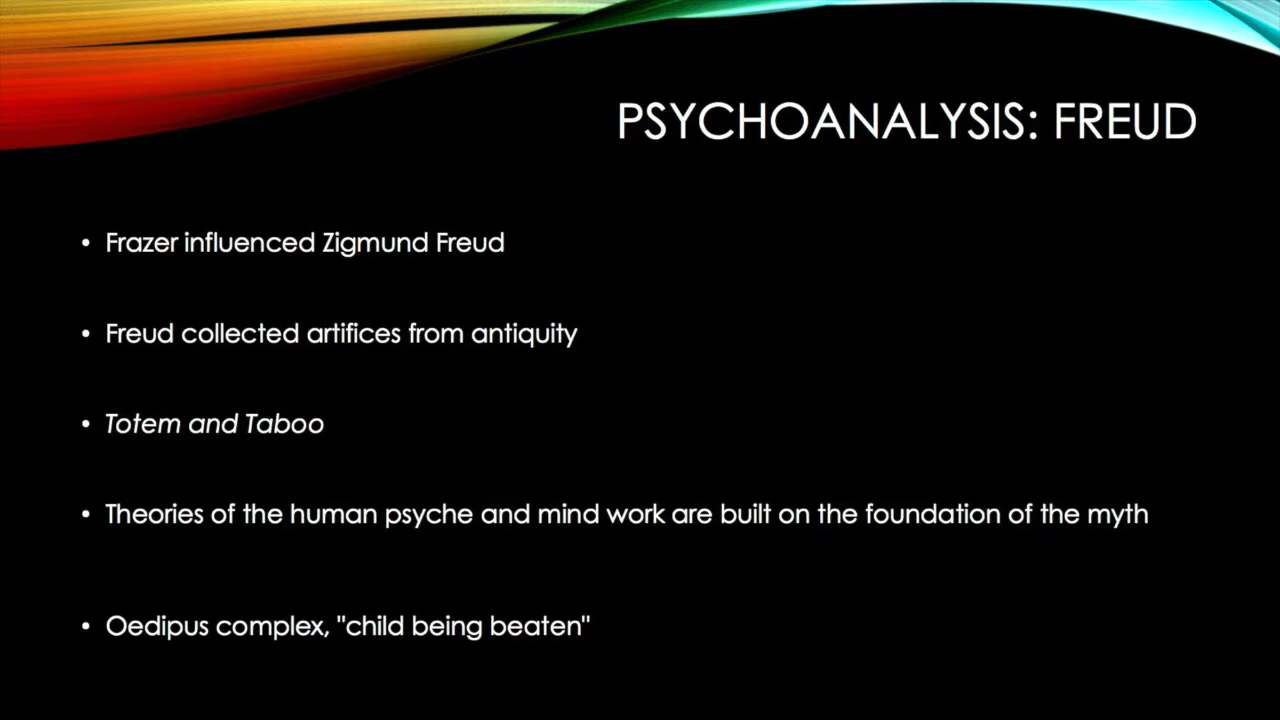 PSYCHOANALYSIS: FREUD
• Frazer influenced Zigmund Freud
• Freud collected artifices from antiquity
• Totem and Taboo
• Theories of the human psyche and mind work are built on the foundation of the myth
• Oedipus complex, "child being beaten"